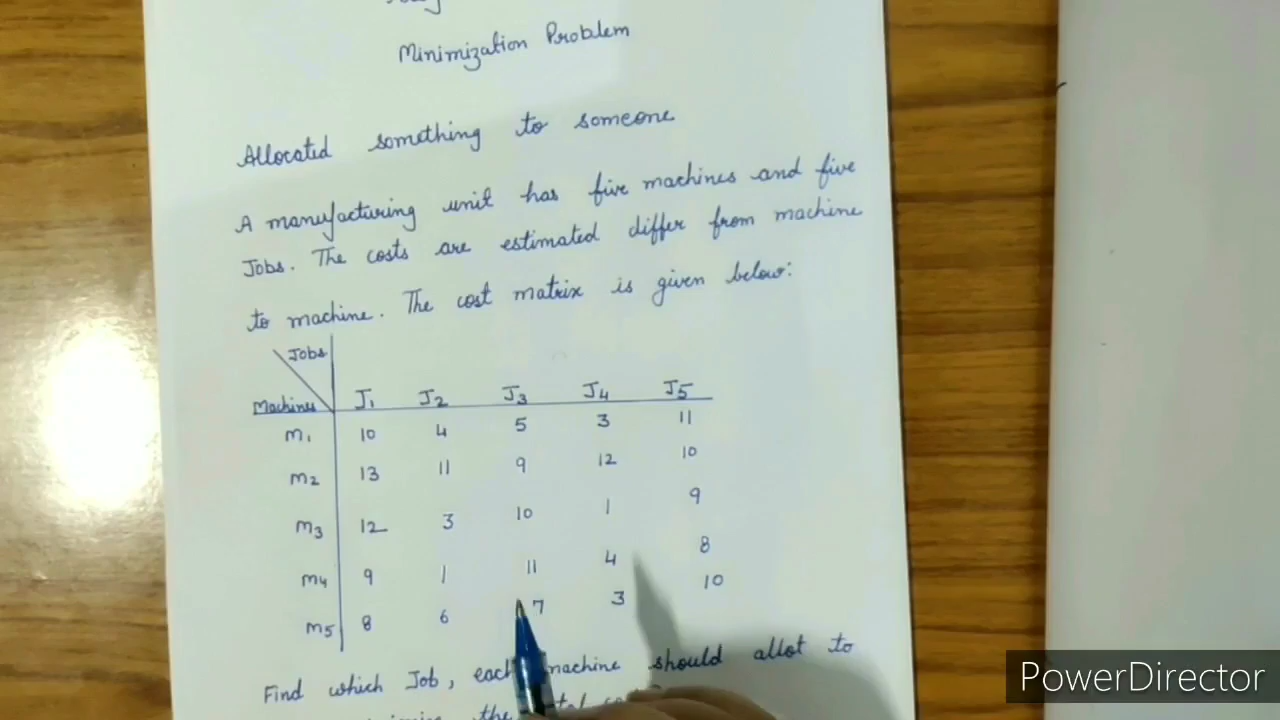 Minimization Problem
Allocated something to someone
A manufacturing unit has five machines and five
Jobs. The costs are estimated differ from machine
to machine. The cost matrix is given below:
Jobs
Machines J1 J2 J3 J4 J5
M1 10 4 5 3 11
M2 13 11 9 12 10
M3 12 3 10 1 9
M4 9 1 11 4 8
M5 8 6 7 3 10
Find which Job, each machine should allot to
the
PowerDirector